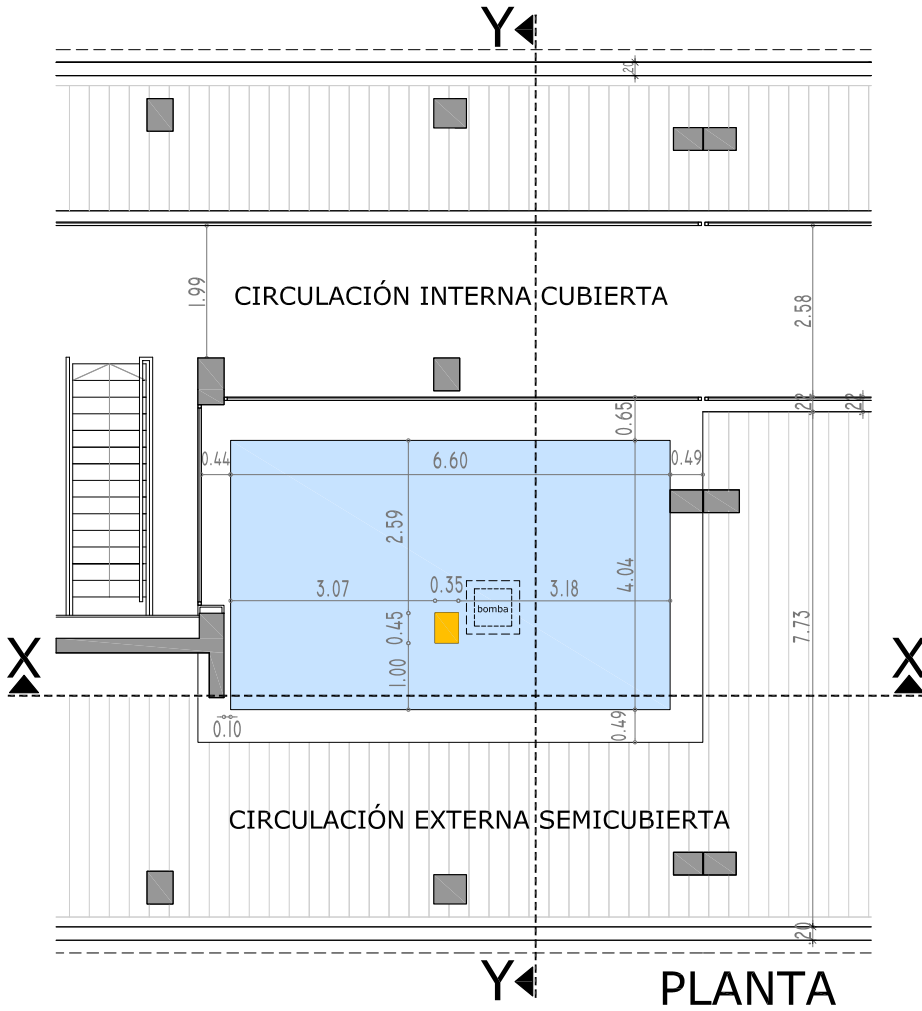 Y
20
1.99
CIRCULACIÓN INTERNA CUBIERTA
2.58
22
22
0.65
0.44
6.60
0.49
2.59
3.07
0.35
3.18
4.04
bomba
0.45
7.73
X
X
1.00
0.10
0.49
CIRCULACIÓN EXTERNA SEMICUBIERTA
20
Y
PLANTA